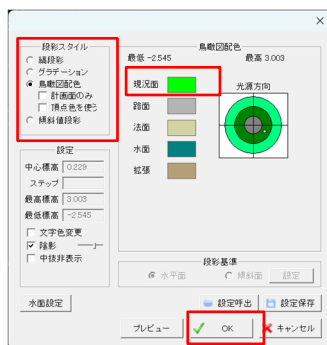 段彩スタイル
縞段彩
グラデーション
鳥瞰図配色
計画面のみ
頂点色を使う
傾斜値段彩
鳥瞰図配色
最低 -2.545 最高 3.003
現況面
光源方向
路面
法面
水面
拡張
設定
中心標高 0.229
ステップ
最高標高 3.003
最低標高 -2.545
文字色変更
陰影
中抜非表示
段彩基準
水平面 傾斜面 設定
水面設定
設定呼出 設定保存
プレビュー OK キャンセル